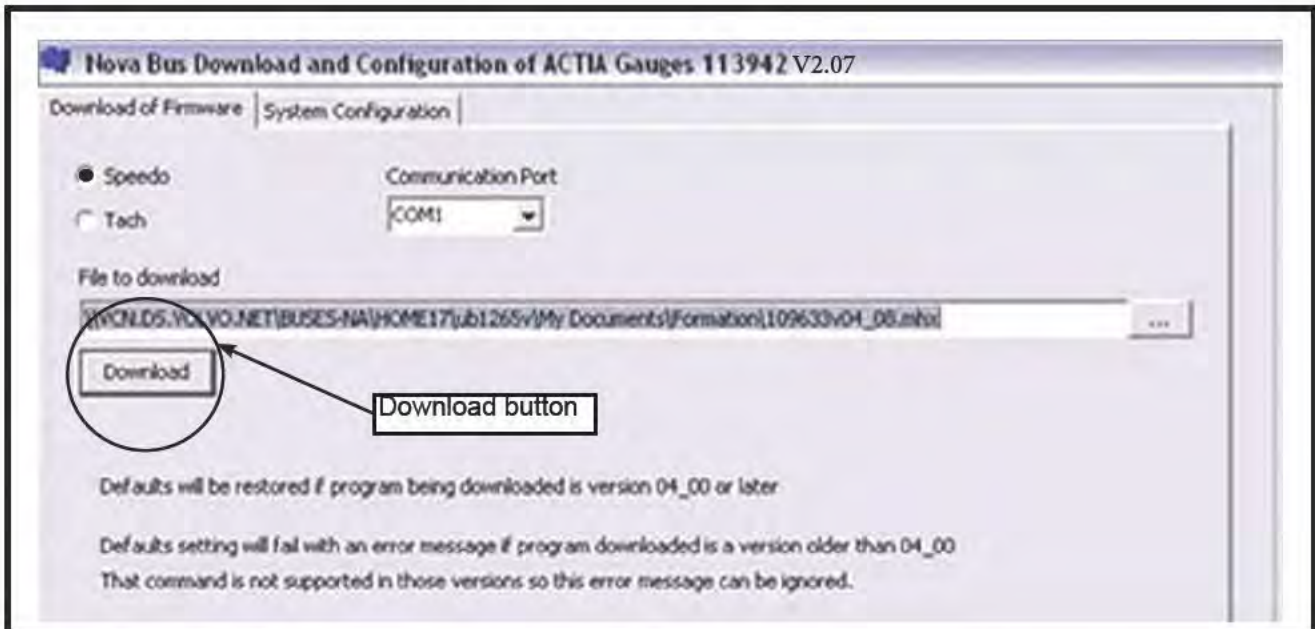 Nova Bus Download and Configuration of ACTIA Gauges 113942 V2.07
Download of Firmware System Configuration
Speedo Communication Port
Tach COM1
File to download
\\VCN.DS.VOLVO.NET\BUSES-NA\HOME17\ub1265v\My Documents\Formation\109633v04_08.mhx ...
Download
Download button
Defaults will be restored if program being downloaded is version 04_00 or later
Defaults setting will fail with an error message if program downloaded is a version older than 04_00
That command is not supported in those versions so this error message can be ignored.